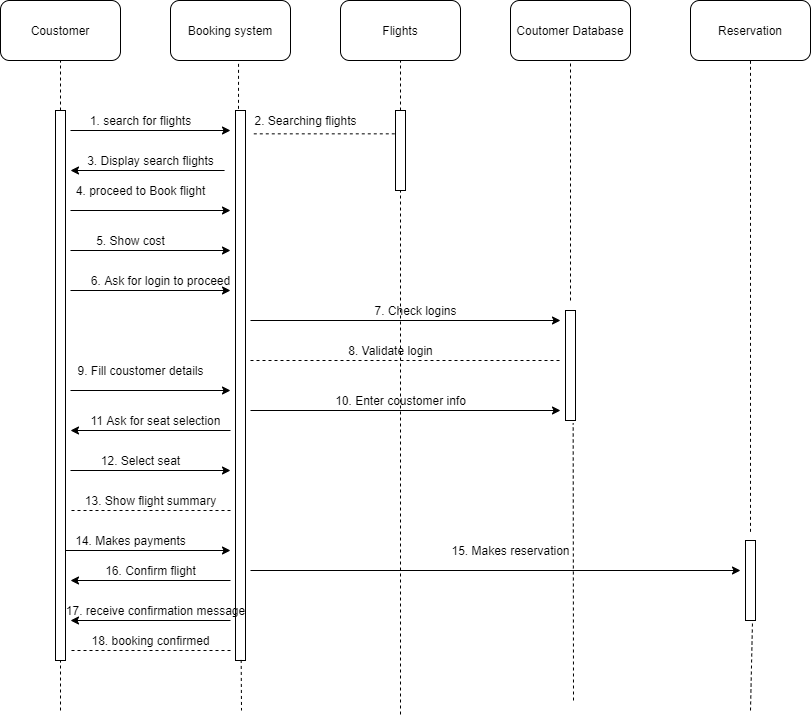 Coustomer
Booking system
Flights
Coutomer Database
Reservation
1. search for flights
2. Searching flights
3. Display search flights
4. proceed to Book flight
5. Show cost
6. Ask for login to proceed
7. Check logins
8. Validate login
9. Fill coustomer details
10. Enter coustomer info
11 Ask for seat selection
12. Select seat
13. Show flight summary
14. Makes payments
15. Makes reservation
16. Confirm flight
17. receive confirmation message
18. booking confirmed